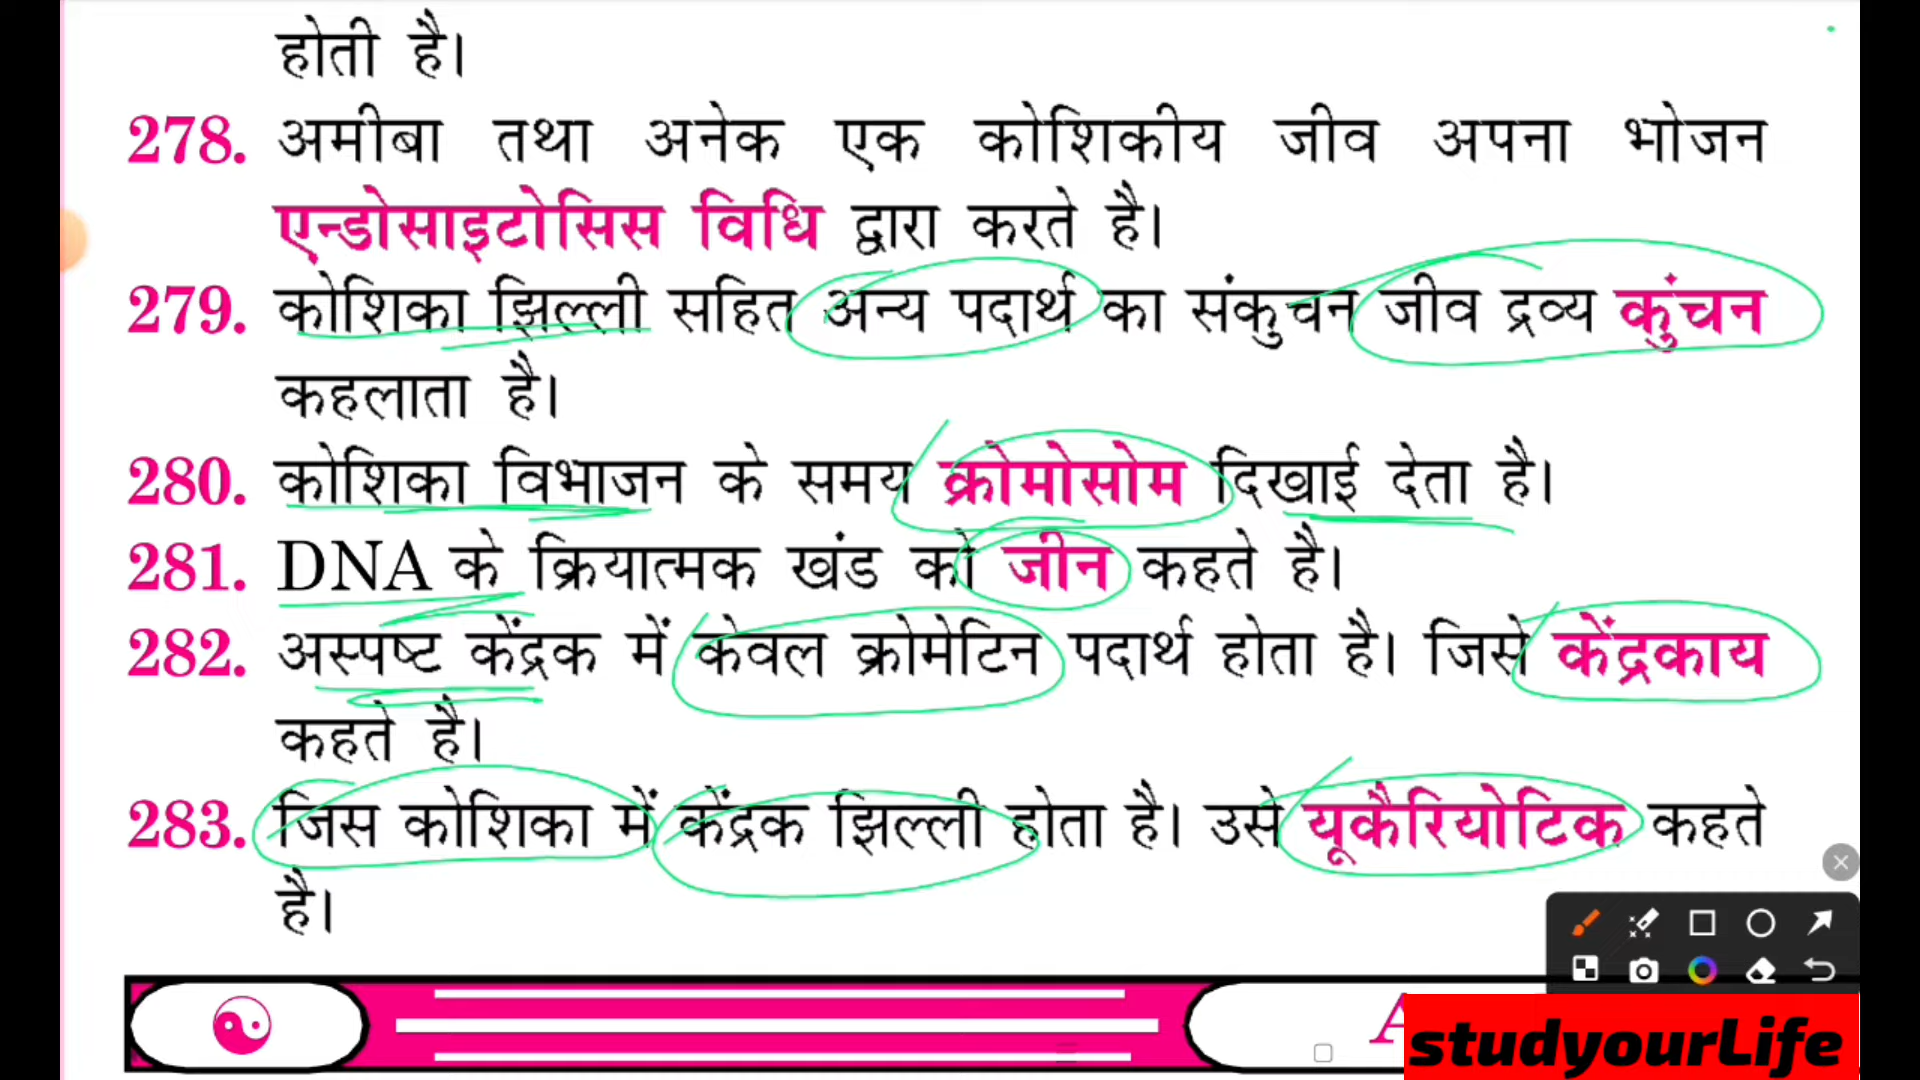 होती है।
278. अमीबा तथा अनेक एक कोशिकीय जीव अपना भोजन
एन्डोसाइटोसिस विधि द्वारा करते है।
279. कोशिका झिल्ली सहित अन्य पदार्थ का संकुचन जीव द्रव्य कुंचन
कहलाता है।
280. कोशिका विभाजन के समय क्रोमोसोम दिखाई देता है।
281. DNA के क्रियात्मक खंड को जीन कहते है।
282. अस्पष्ट केंद्रक में केवल क्रोमेटिन पदार्थ होता है। जिसे केंद्रकाय
कहते है।
283. जिस कोशिका में केंद्रक झिल्ली होता है। उसे यूकैरियोटिक कहते
है।
A
studyourLife